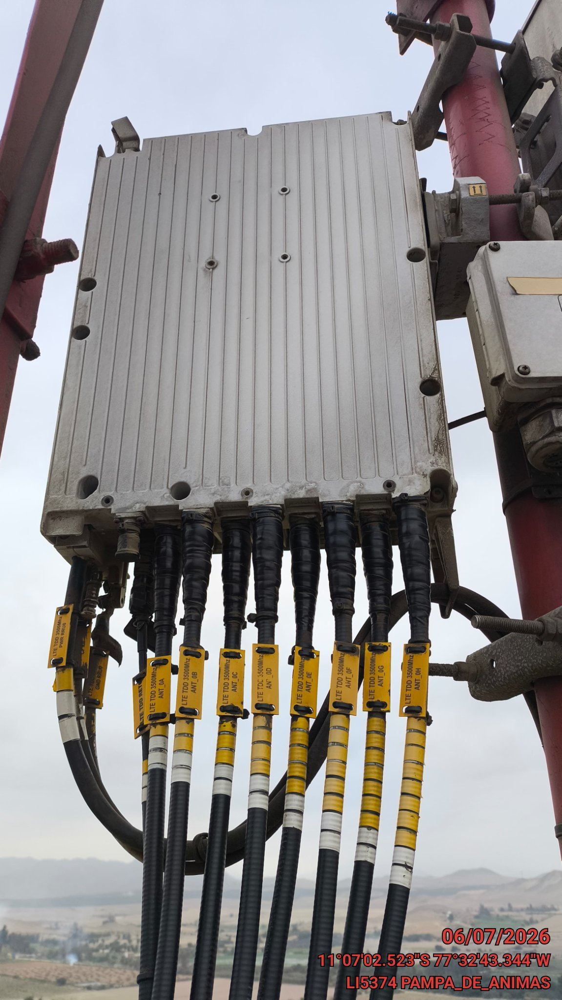 LTE TDD 3500Mhz
PWR RRU0
GND RRU0
LTE TDD RET
LTE TDD 3500Mhz
ANT_0A
LTE TDD 3500Mhz
ANT_0B
LTE TDD 3500Mhz
ANT_0C
LTE TDD 3500Mhz
ANT_0D
LTE TDD 3500Mhz
ANT_0E
LTE TDD 3500Mhz
ANT_0F
LTE TDD 3500Mhz
ANT_0G
LTE TDD 3500Mhz
ANT_0H
06/07/2026
11°07'02.523"S 77°32'43.344"W
LI5374 PAMPA_DE_ANIMAS